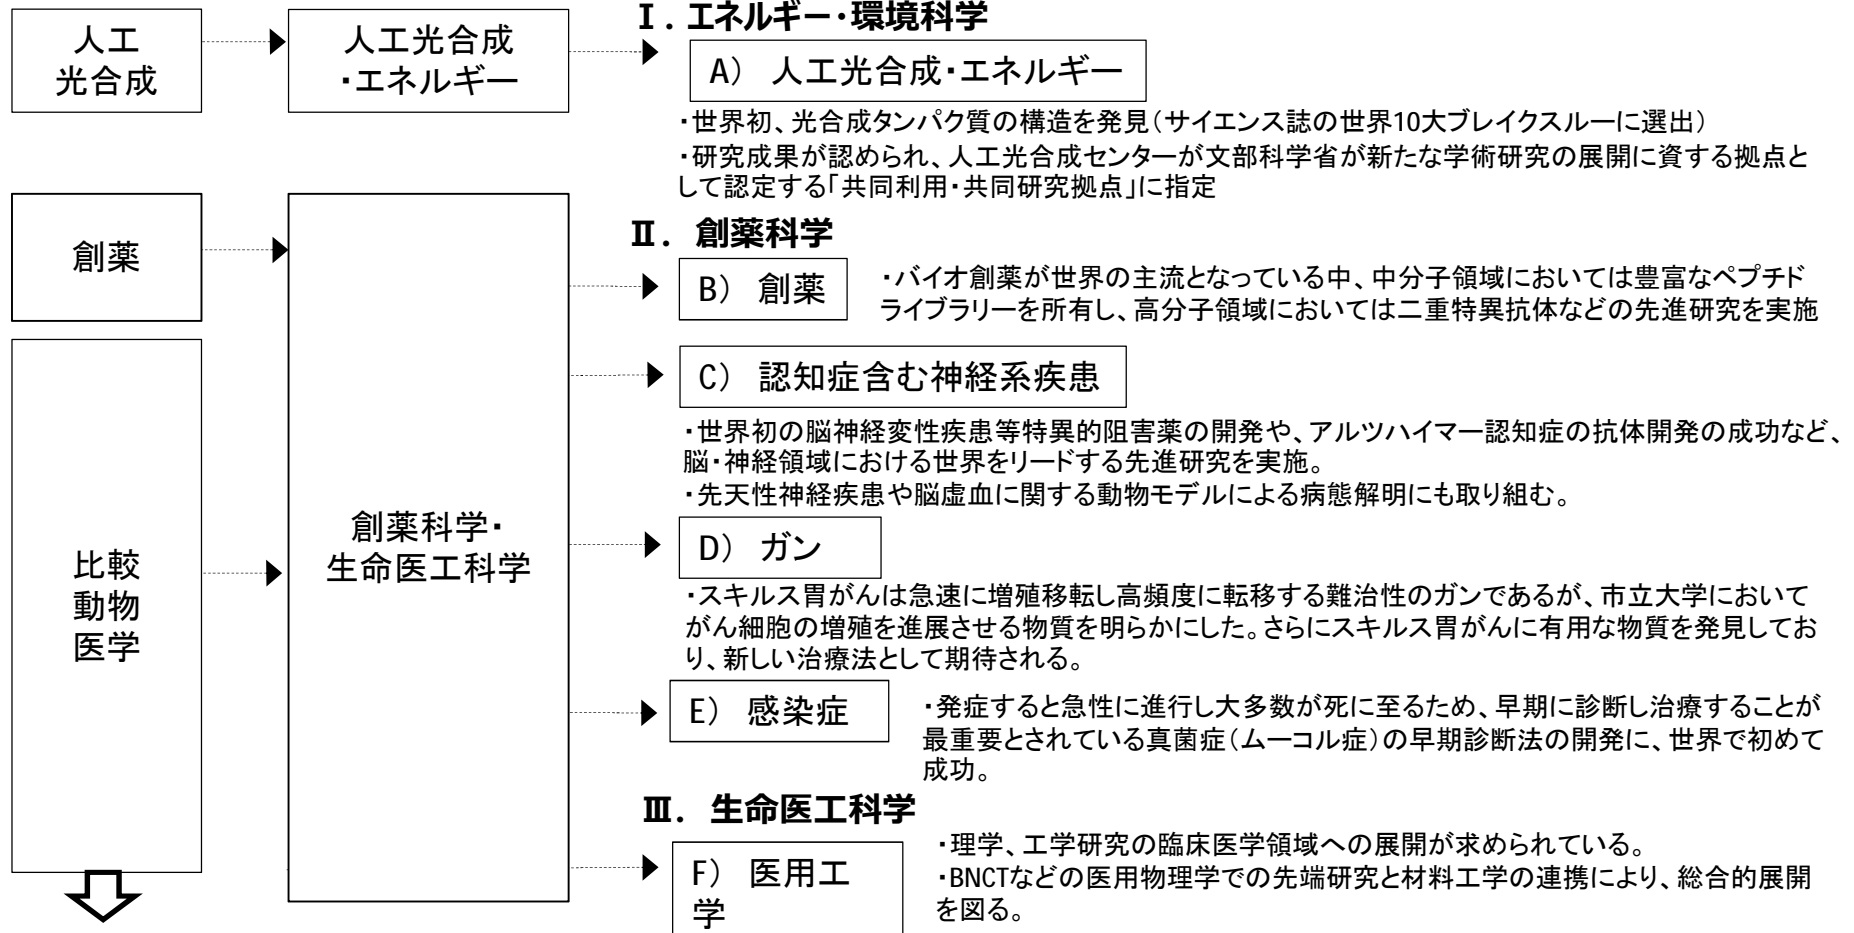 人工
光合成
人工光合成
・エネルギー
Ⅰ．エネルギー・環境科学
A） 人工光合成・エネルギー
・世界初、光合成タンパク質の構造を発見（サイエンス誌の世界10大ブレイクスルーに選出）
・研究成果が認められ、人工光合成センターが文部科学省が新たな学術研究の展開に資する拠点と
して認定する「共同利用・共同研究拠点」に指定
創薬
比較
動物
医学
創薬科学・
生命医工科学
Ⅱ． 創薬科学
B） 創薬
・バイオ創薬が世界の主流となっている中、中分子領域においては豊富なペプチド
ライブラリーを所有し、高分子領域においては二重特異抗体などの先進研究を実施
C） 認知症含む神経系疾患
・世界初の脳神経変性疾患等特異的阻害薬の開発や、アルツハイマー認知症の抗体開発の成功など、
脳・神経領域における世界をリードする先進研究を実施。
・先天性神経疾患や脳虚血に関する動物モデルによる病態解明にも取り組む。
D） ガン
・スキルス胃がんは急速に増殖移転し高頻度に転移する難治性のガンであるが、市立大学において
がん細胞の増殖を進展させる物質を明らかにした。さらにスキルス胃がんに有用な物質を発見してお
り、新しい治療法として期待される。
E） 感染症
・発症すると急性に進行し大多数が死に至るため、早期に診断し治療することが
最重要とされている真菌症（ムーコル症）の早期診断法の開発に、世界で初めて
成功。
Ⅲ． 生命医工科学
F） 医用工
学
・理学、工学研究の臨床医学領域への展開が求められている。
・BNCTなどの医用物理学での先端研究と材料工学の連携により、総合的展開
を図る。